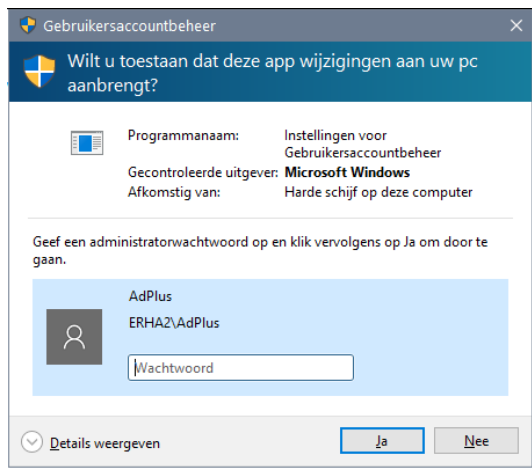 Gebruikersaccountbeheer
Wilt u toestaan dat deze app wijzigingen aan uw pc
aanbrengt?
Programmanaam: Instellingen voor
Gebruikersaccountbeheer
Gecontroleerde uitgever: Microsoft Windows
Afkomstig van: Harde schijf op deze computer
Geef een administratorwachtwoord op en klik vervolgens op Ja om door te
gaan.
AdPlus
ERHA2\AdPlus
Wachtwoord
Details weergeven
Ja
Nee